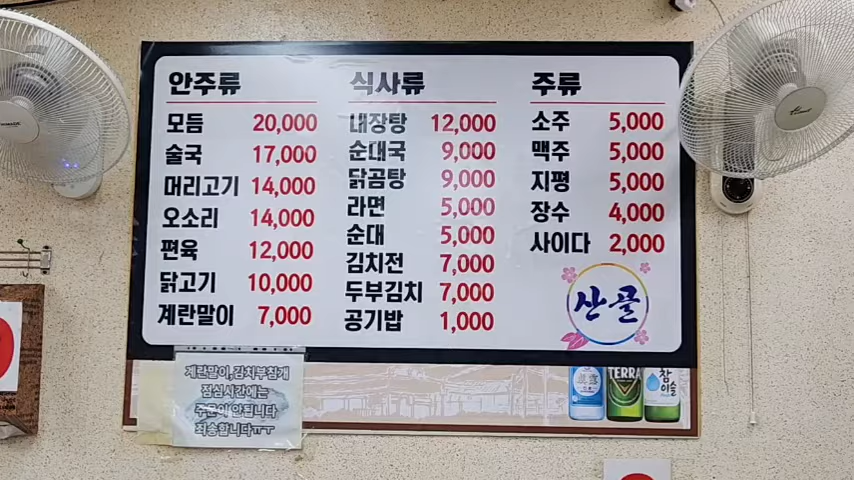 안주류
모듬 20,000
술국 17,000
머리고기 14,000
오소리 14,000
편육 12,000
닭고기 10,000
계란말이 7,000
식사류
내장탕 12,000
순대국 9,000
닭곰탕 9,000
라면 5,000
순대 5,000
김치전 7,000
두부김치 7,000
공기밥 1,000
주류
소주 5,000
맥주 5,000
지평 5,000
장수 4,000
사이다 2,000
산골
계란말이,김치부침개
점심시간에는
주문이 안됩니다
죄송합니다ㅠㅜ
TERRA
참이슬